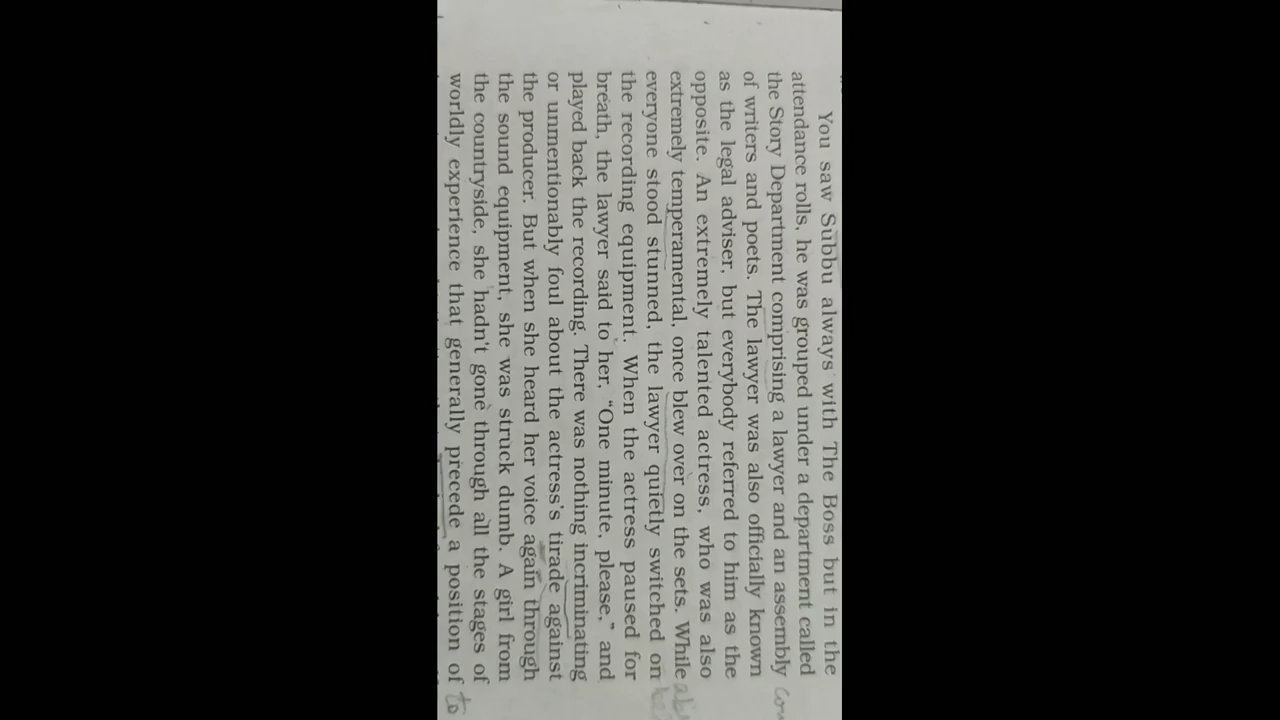 You saw Subbu always with The Boss but in the
attendance rolls, he was grouped under a department called
the Story Department comprising a lawyer and an assembly
of writers and poets. The lawyer was also officially known
as the legal adviser, but everybody referred to him as the
opposite. An extremely talented actress, who was also
extremely temperamental, once blew over on the sets. While
everyone stood stunned, the lawyer quietly switched on
the recording equipment. When the actress paused for
breath, the lawyer said to her, “One minute, please,” and
played back the recording. There was nothing incriminating
or unmentionably foul about the actress's tirade against
the producer. But when she heard her voice again through
the sound equipment, she was struck dumb. A girl from
the countryside, she hadn't gone through all the stages of
worldly experience that generally precede a position of to